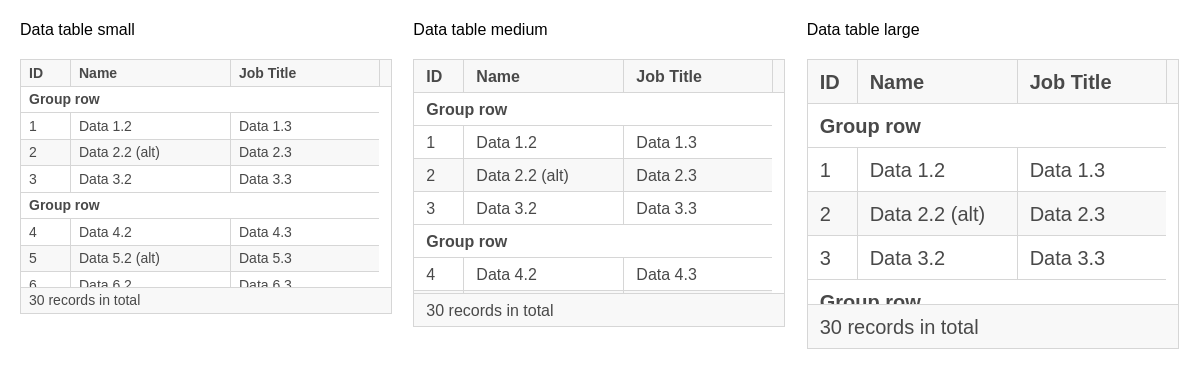 Data table small
ID Name Job Title
Group row
1 Data 1.2 Data 1.3
2 Data 2.2 (alt) Data 2.3
3 Data 3.2 Data 3.3
Group row
4 Data 4.2 Data 4.3
5 Data 5.2 (alt) Data 5.3
6 Data 6.2 Data 6.3
30 records in total
Data table medium
ID Name Job Title
Group row
1 Data 1.2 Data 1.3
2 Data 2.2 (alt) Data 2.3
3 Data 3.2 Data 3.3
Group row
4 Data 4.2 Data 4.3
30 records in total
Data table large
ID Name Job Title
Group row
1 Data 1.2 Data 1.3
2 Data 2.2 (alt) Data 2.3
3 Data 3.2 Data 3.3
Group row
30 records in total